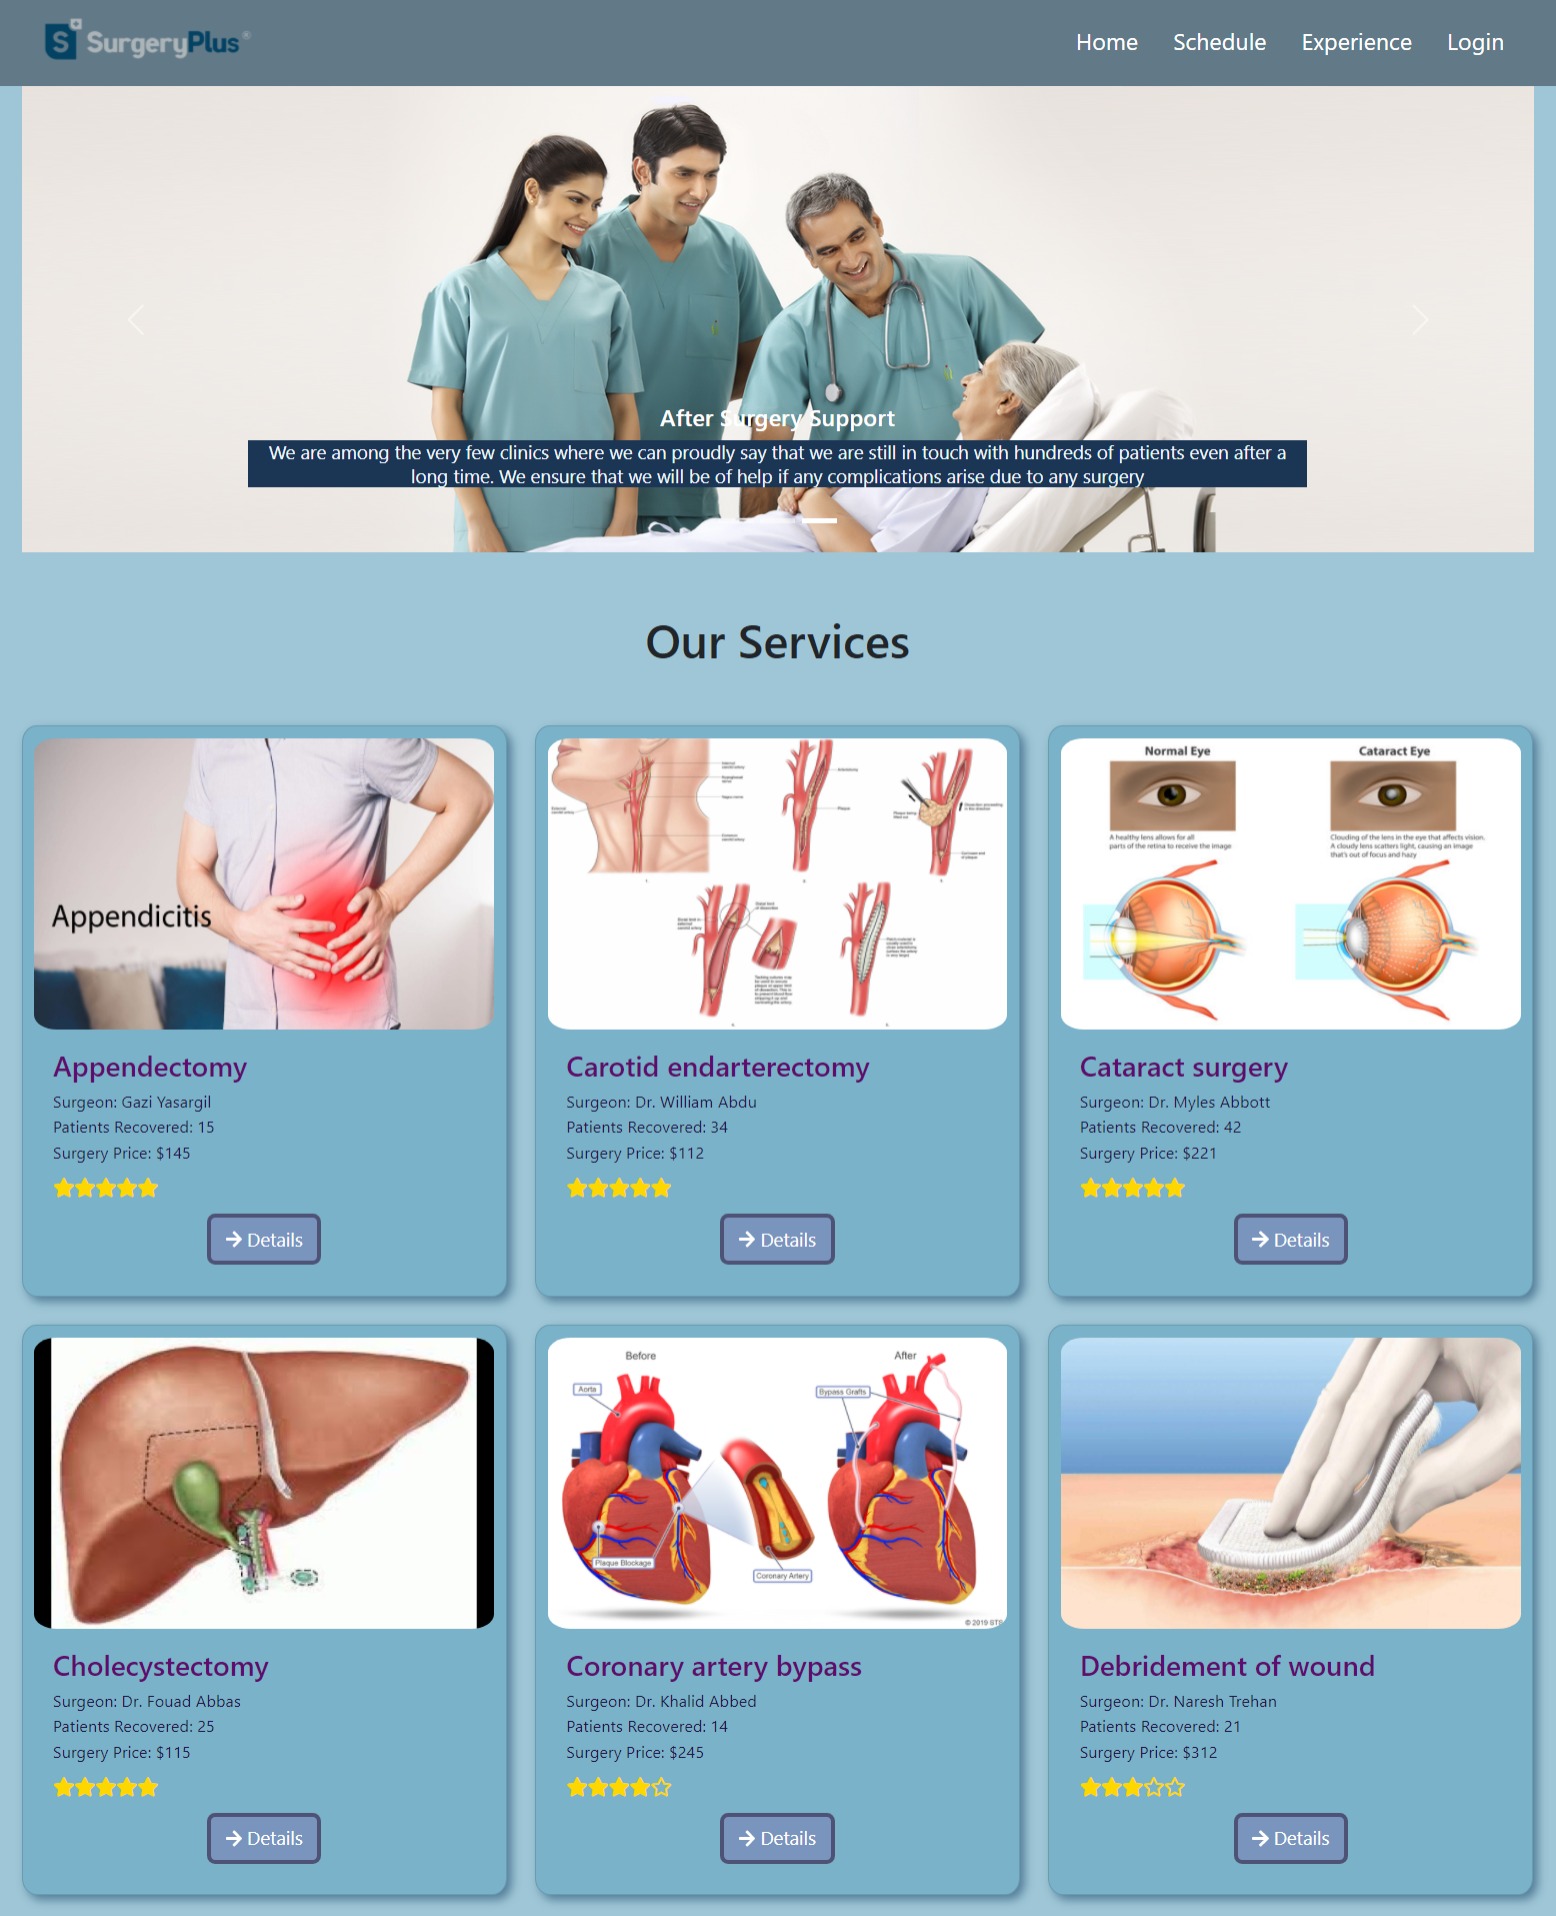 S SurgeryPlus®
Home Schedule Experience Login
After Surgery Support
We are among the very few clinics where we can proudly say that we are still in touch with hundreds of patients even after a
long time. We ensure that we will be of help if any complications arise due to any surgery
Our Services
Appendicitis
Appendectomy
Surgeon: Gazi Yasargil
Patients Recovered: 15
Surgery Price: $145
Details
Carotid endarterectomy
Surgeon: Dr. William Abdu
Patients Recovered: 34
Surgery Price: $112
Details
Normal Eye
Cataract Eye
A healthy lens allows for all
parts of the retina to receive the image
Clouding of the lens in the eye that affects vision.
A cloudy lens scatters light, causing an image
that's out of focus and hazy
Cataract surgery
Surgeon: Dr. Myles Abbott
Patients Recovered: 42
Surgery Price: $221
Details
Cholecystectomy
Surgeon: Dr. Fouad Abbas
Patients Recovered: 25
Surgery Price: $115
Details
Before
After
Aorta
Bypass Grafts
Plaque Blockage
Coronary Artery
© 2019 STS
Coronary artery bypass
Surgeon: Dr. Khalid Abbed
Patients Recovered: 14
Surgery Price: $245
Details
Debridement of wound
Surgeon: Dr. Naresh Trehan
Patients Recovered: 21
Surgery Price: $312
Details